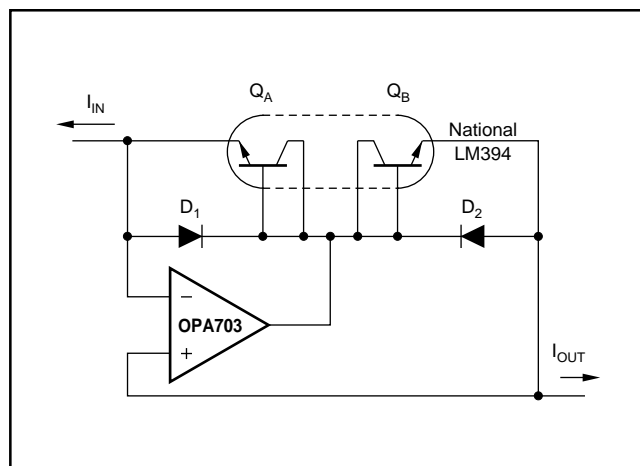 I_IN
Q_A
Q_B
National
LM394
D_1
D_2
−
OPA703
+
I_OUT